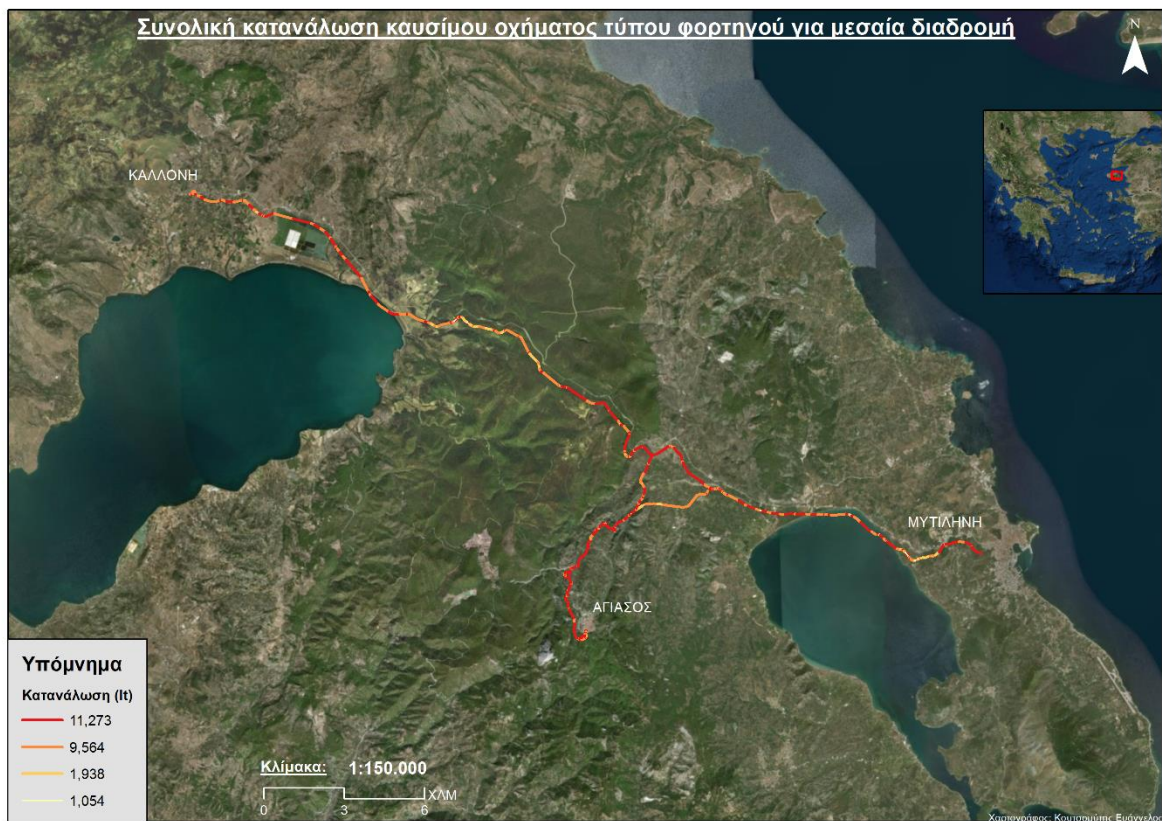 Συνολική κατανάλωση καυσίμου οχήματος τύπου φορτηγού για μεσαία διαδρομή
N
ΚΑΛΛΟΝΗ
ΜΥΤΙΛΗΝΗ
ΑΓΙΑΣΟΣ
Υπόμνημα
Κατανάλωση (lt)
11,273
9,564
1,938
1,054
Κλίμακα: 1:150.000
0 3 6 ΧΛΜ
Χαρτογράφος: Κουτσομύτης Ευάγγελος